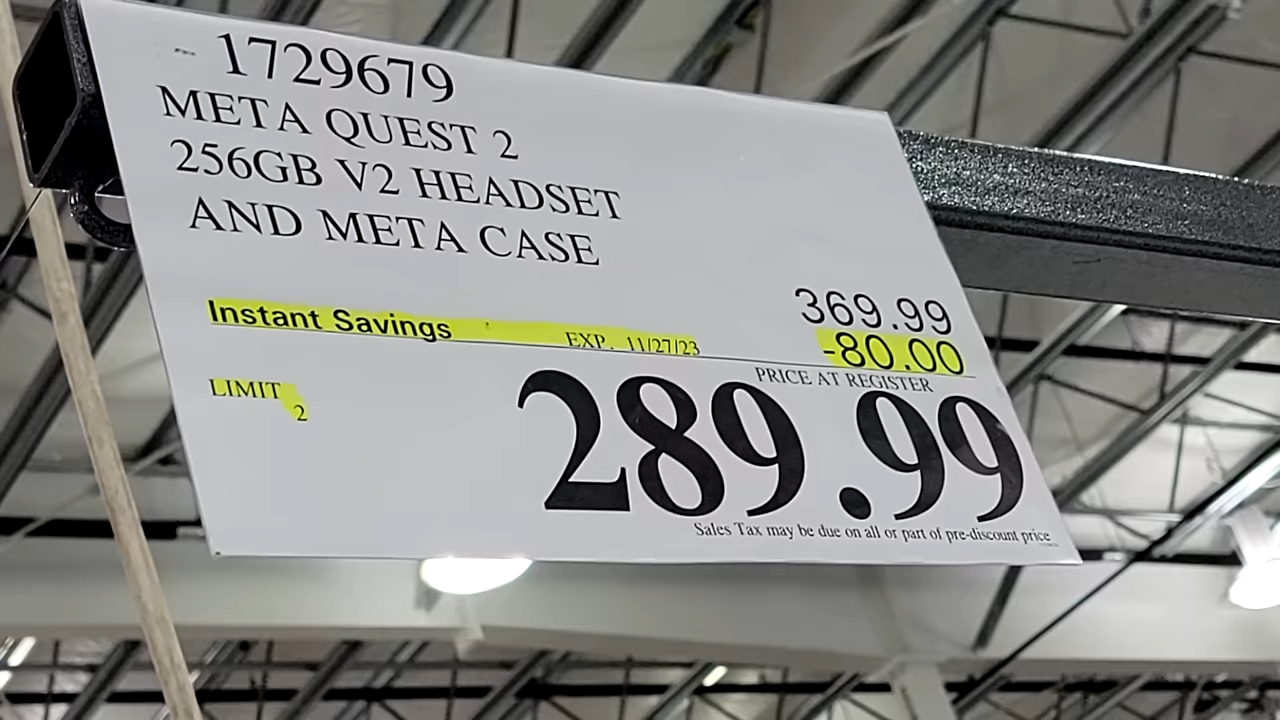 1729679
META QUEST 2
256GB V2 HEADSET
AND META CASE
369.99
Instant Savings EXP. 11/27/23 -80.00
PRICE AT REGISTER
LIMIT 2
289.99
Sales Tax may be due on all or part of pre-discount price